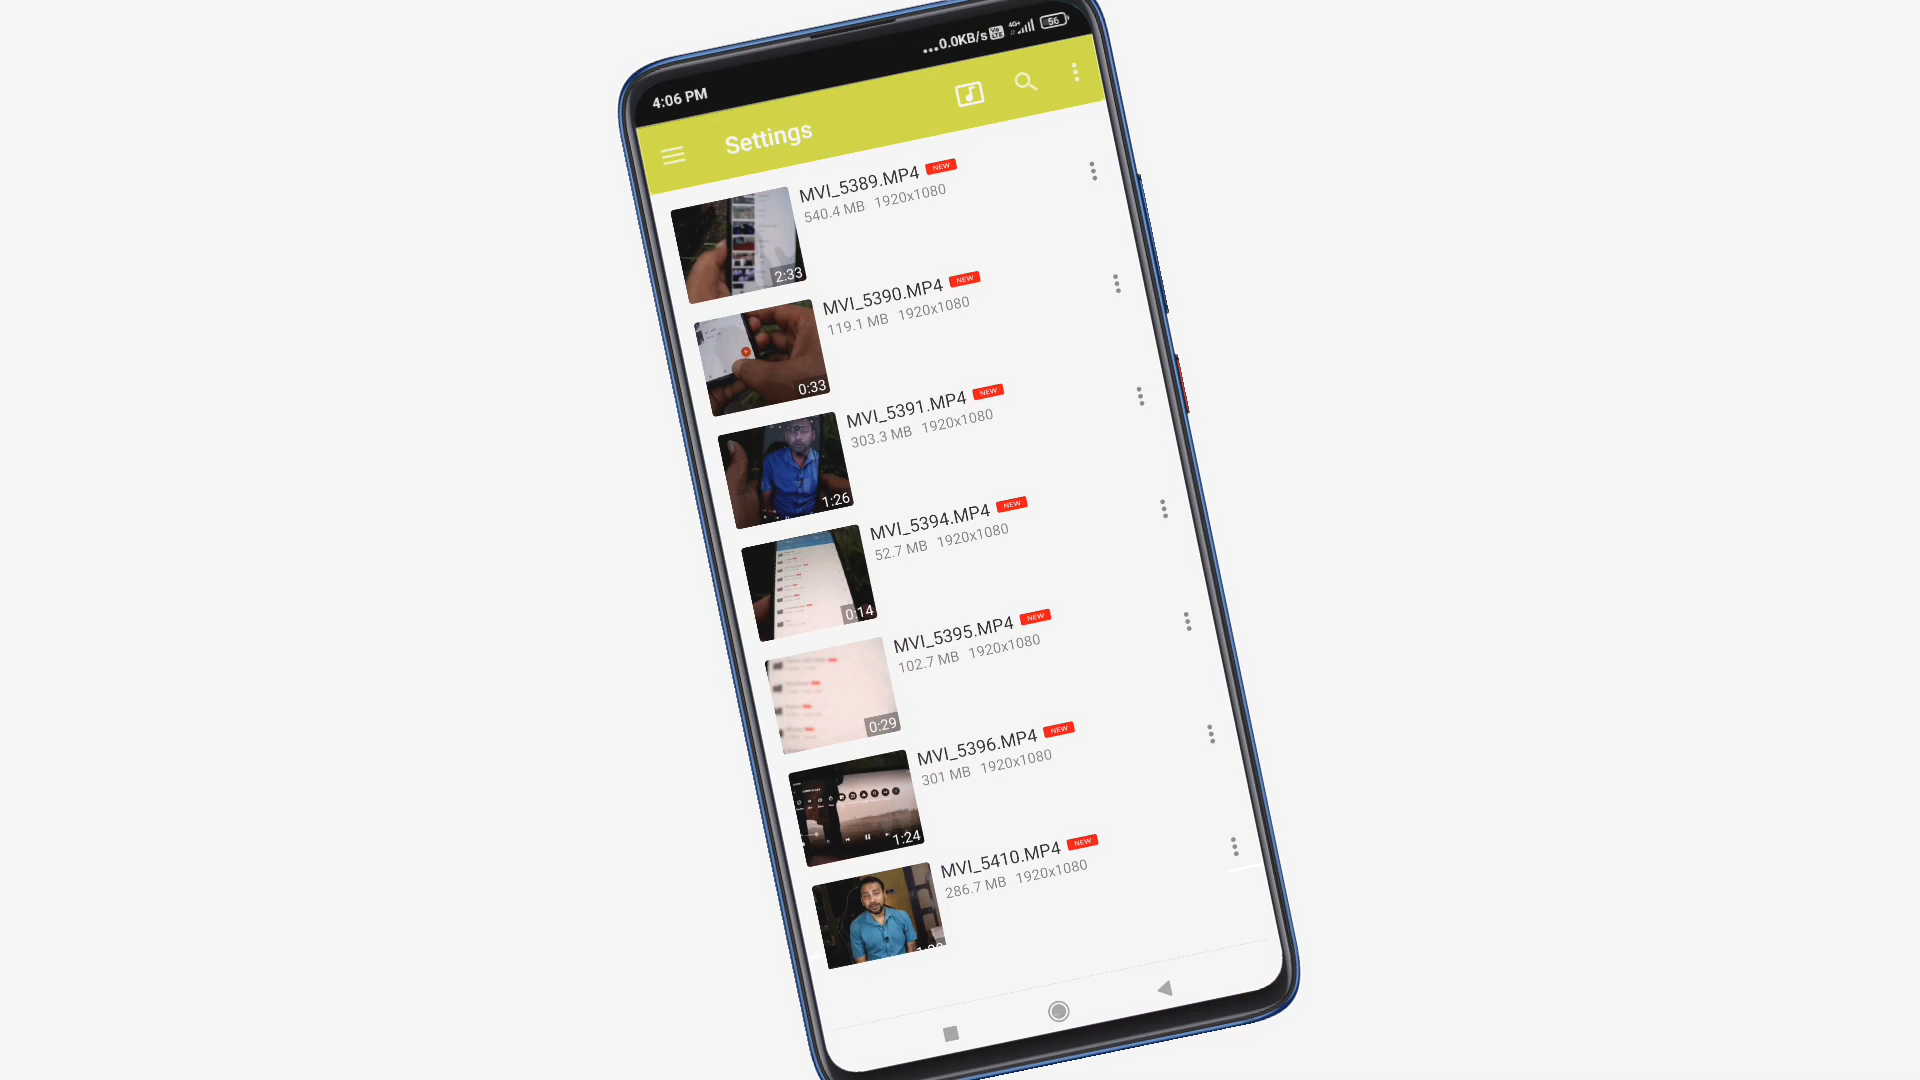 4:06 PM
...0.0KB/s Vo LTE 4G+ 56
Settings
MVI_5389.MP4 NEW
540.4 MB 1920x1080
2:33
MVI_5390.MP4 NEW
119.1 MB 1920x1080
0:33
MVI_5391.MP4 NEW
303.3 MB 1920x1080
1:26
MVI_5394.MP4 NEW
52.7 MB 1920x1080
0:14
MVI_5395.MP4 NEW
102.7 MB 1920x1080
0:29
MVI_5396.MP4 NEW
301 MB 1920x1080
1:24
MVI_5410.MP4 NEW
286.7 MB 1920x1080